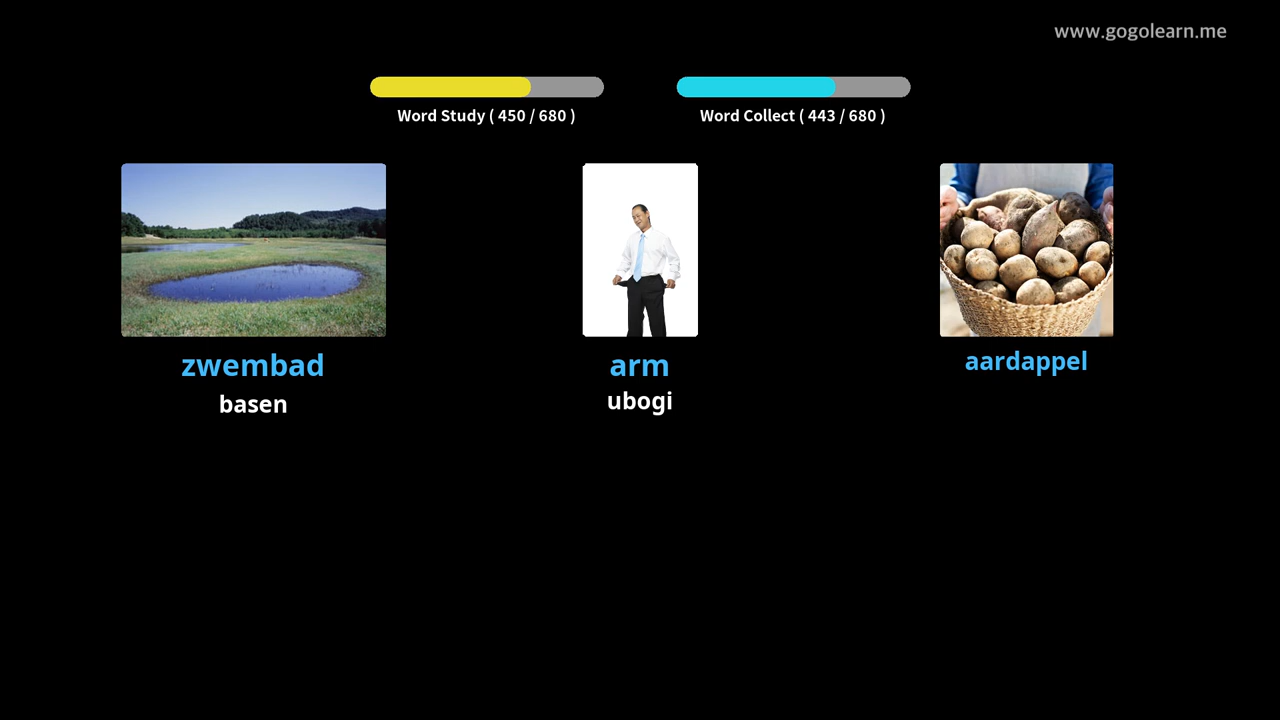 www.gogolearn.me
Word Study ( 450 / 680 )
Word Collect ( 443 / 680 )
zwembad
basen
arm
ubogi
aardappel